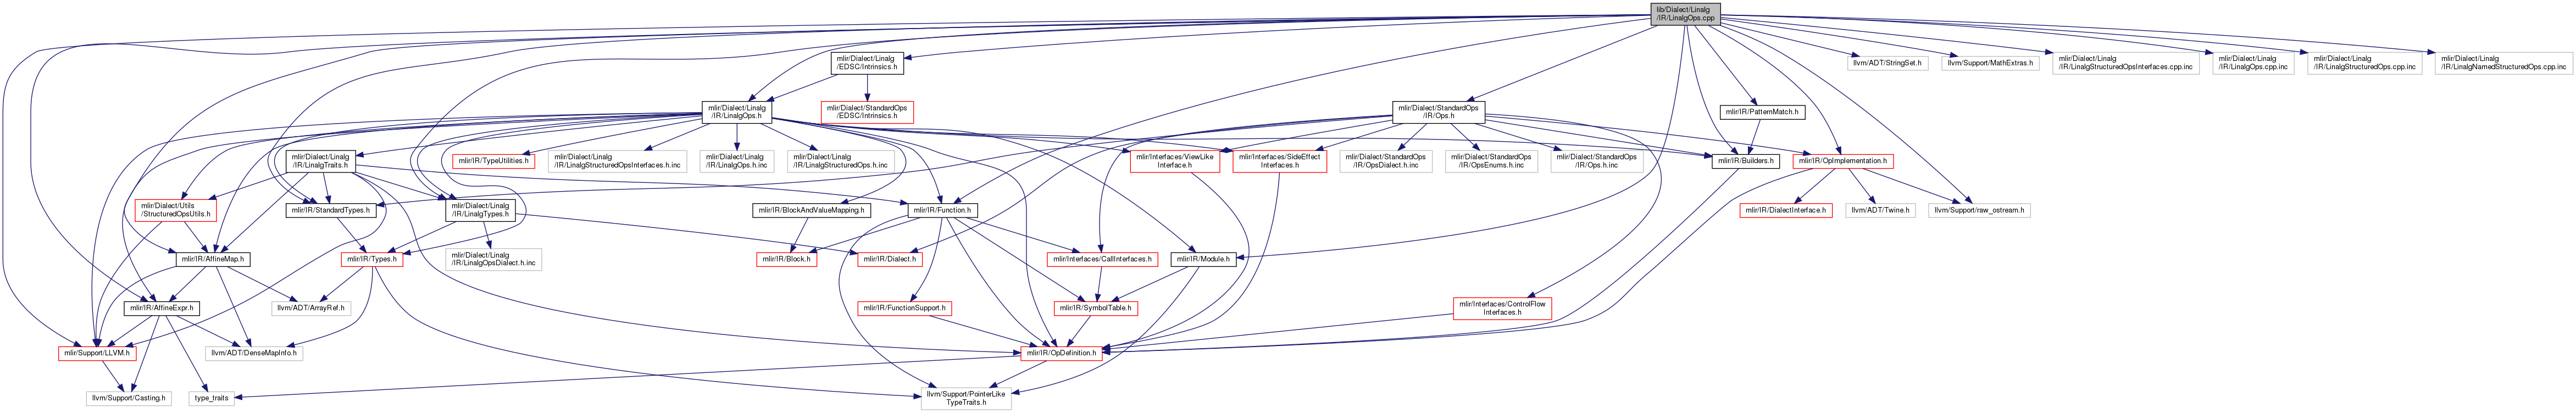 lib/Dialect/Linalg
/IR/LinalgOps.cpp
mlir/Dialect/Linalg
/EDSC/Intrinsics.h
llvm/ADT/StringSet.h
llvm/Support/MathExtras.h
mlir/Dialect/Linalg
/IR/LinalgStructuredOpsInterfaces.cpp.inc
mlir/Dialect/Linalg
/IR/LinalgOps.cpp.inc
mlir/Dialect/Linalg
/IR/LinalgStructuredOps.cpp.inc
mlir/Dialect/Linalg
/IR/LinalgNamedStructuredOps.cpp.inc
mlir/Dialect/Linalg
/IR/LinalgOps.h
mlir/Dialect/StandardOps
/EDSC/Intrinsics.h
mlir/Dialect/StandardOps
/IR/Ops.h
mlir/IR/PatternMatch.h
mlir/Dialect/Linalg
/IR/LinalgTraits.h
mlir/IR/TypeUtilities.h
mlir/Dialect/Linalg
/IR/LinalgStructuredOpsInterfaces.h.inc
mlir/Dialect/Linalg
/IR/LinalgOps.h.inc
mlir/Dialect/Linalg
/IR/LinalgStructuredOps.h.inc
mlir/Interfaces/ViewLike
Interface.h
mlir/Interfaces/SideEffect
Interfaces.h
mlir/Dialect/StandardOps
/IR/OpsDialect.h.inc
mlir/Dialect/StandardOps
/IR/OpsEnums.h.inc
mlir/Dialect/StandardOps
/IR/Ops.h.inc
mlir/IR/Builders.h
mlir/IR/OpImplementation.h
mlir/Dialect/Utils
/StructuredOpsUtils.h
mlir/IR/StandardTypes.h
mlir/Dialect/Linalg
/IR/LinalgTypes.h
mlir/IR/BlockAndValueMapping.h
mlir/IR/Function.h
mlir/IR/DialectInterface.h
llvm/ADT/Twine.h
llvm/Support/raw_ostream.h
mlir/IR/AffineMap.h
mlir/IR/Types.h
mlir/Dialect/Linalg
/IR/LinalgOpsDialect.h.inc
mlir/IR/Block.h
mlir/IR/Dialect.h
mlir/Interfaces/CallInterfaces.h
mlir/IR/Module.h
mlir/IR/AffineExpr.h
llvm/ADT/ArrayRef.h
mlir/IR/FunctionSupport.h
mlir/IR/SymbolTable.h
mlir/Interfaces/ControlFlow
Interfaces.h
mlir/Support/LLVM.h
llvm/ADT/DenseMapInfo.h
mlir/IR/OpDefinition.h
llvm/Support/Casting.h
type_traits
llvm/Support/PointerLike
TypeTraits.h